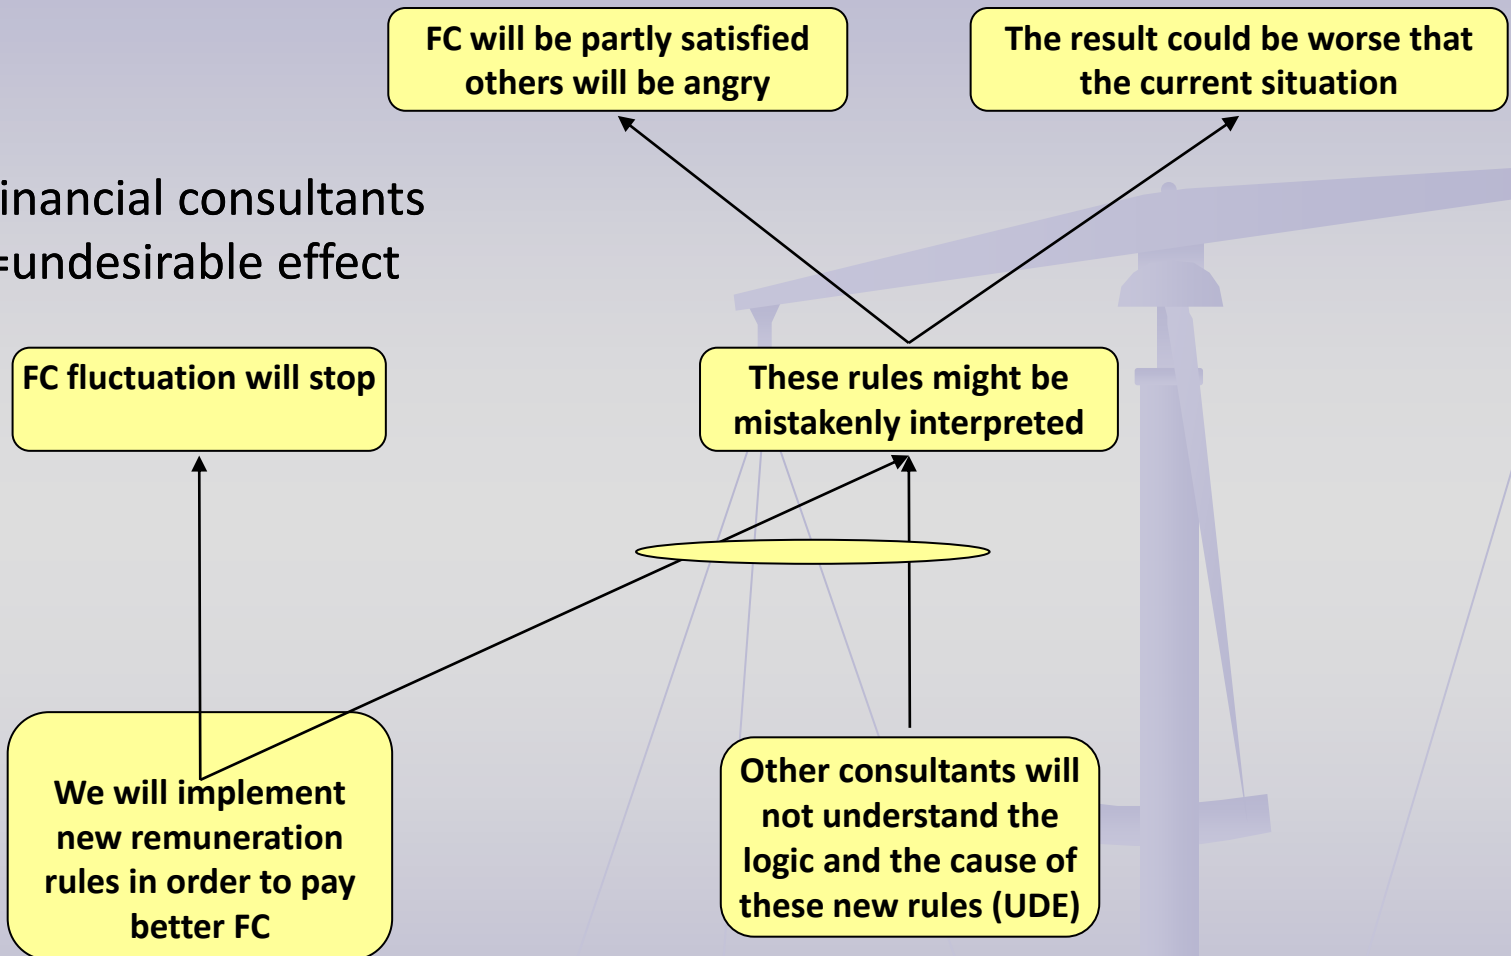 FC will be partly satisfied
others will be angry
The result could be worse that
the current situation
inancial consultants
=undesirable effect
FC fluctuation will stop
These rules might be
mistakenly interpreted
We will implement
new remuneration
rules in order to pay
better FC
Other consultants will
not understand the
logic and the cause of
these new rules (UDE)